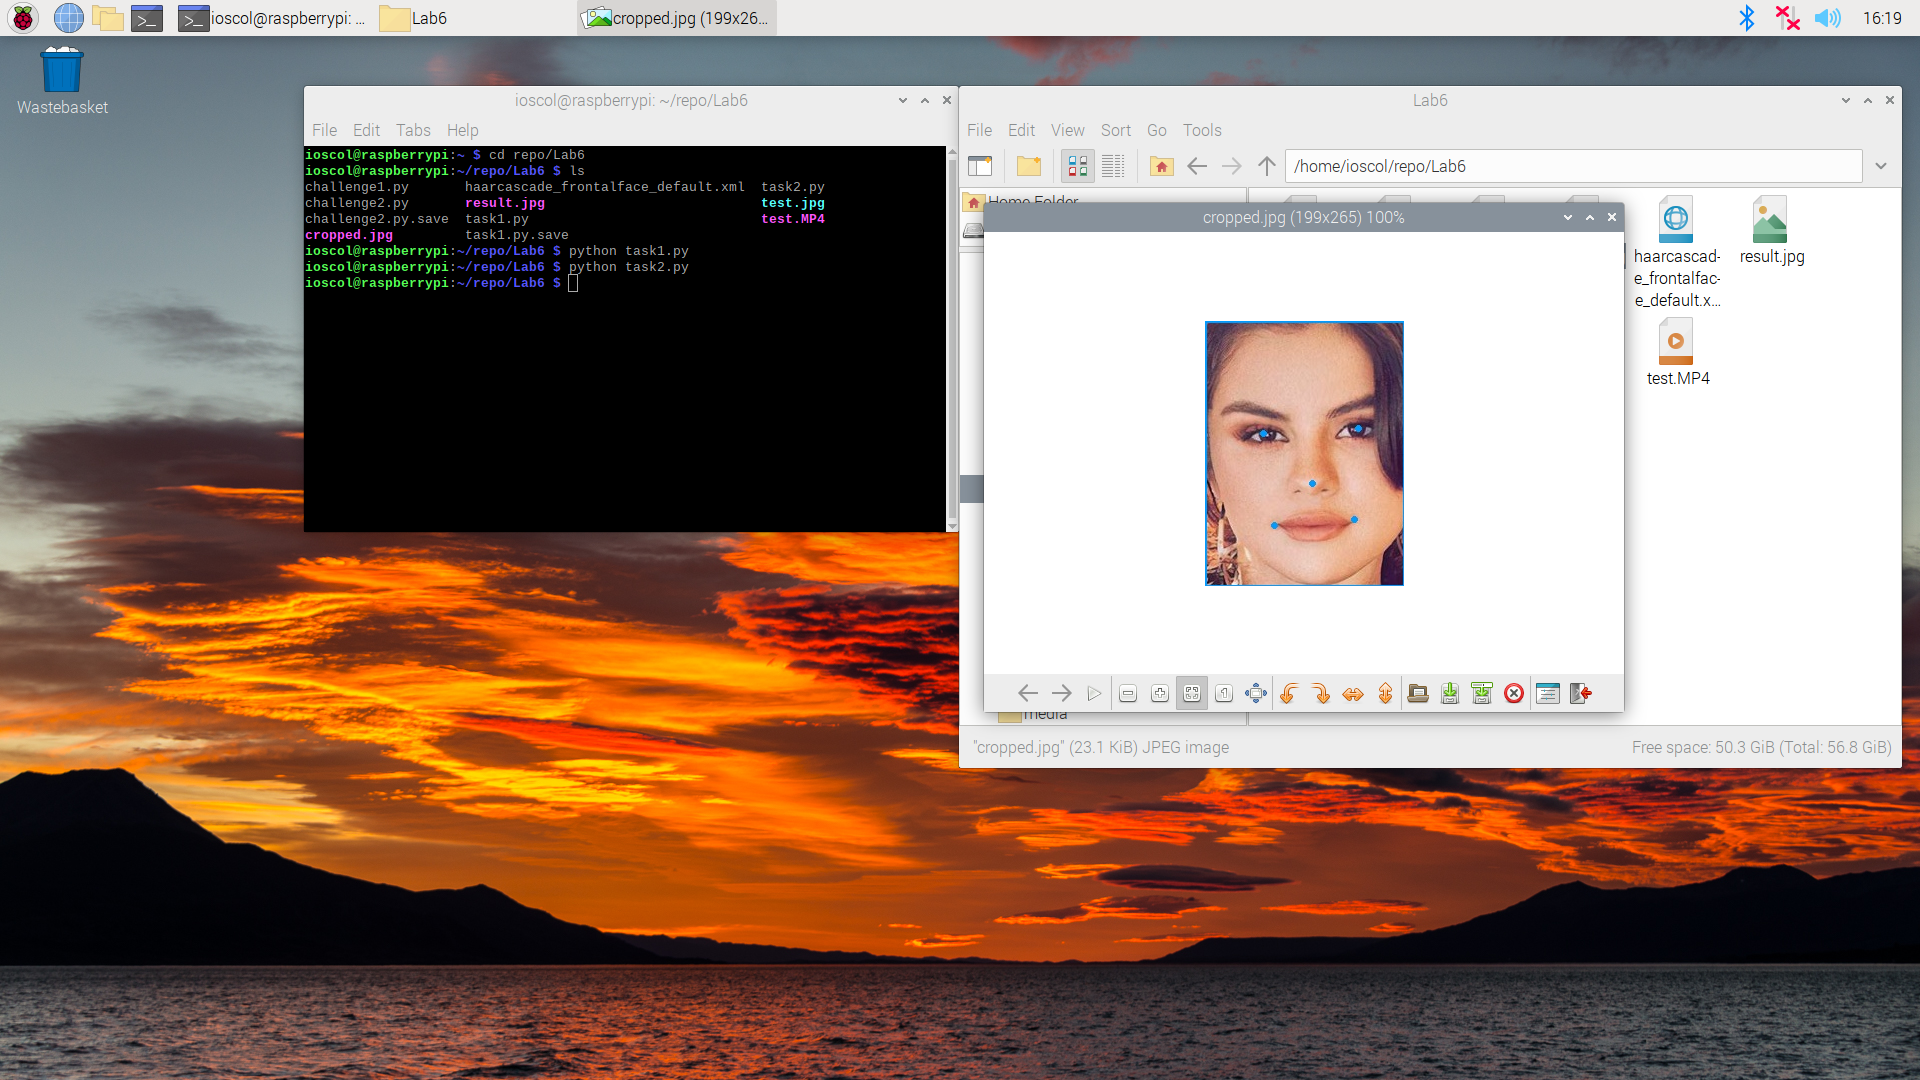 ioscol@raspberrypi: ...
Lab6
cropped.jpg (199x26...
16:19
Wastebasket
ioscol@raspberrypi: ~/repo/Lab6
File Edit Tabs Help
ioscol@raspberrypi:~ $ cd repo/Lab6
ioscol@raspberrypi:~/repo/Lab6 $ ls
challenge1.py haarcascade_frontalface_default.xml task2.py
challenge2.py result.jpg test.jpg
challenge2.py.save task1.py test.MP4
cropped.jpg task1.py.save
ioscol@raspberrypi:~/repo/Lab6 $ python task1.py
ioscol@raspberrypi:~/repo/Lab6 $ python task2.py
ioscol@raspberrypi:~/repo/Lab6 $
Lab6
File Edit View Sort Go Tools
/home/ioscol/repo/Lab6
Home Folder
cropped.jpg (199x265) 100%
haarcascad-
e_frontalfac-
e_default.x...
result.jpg
test.MP4
1
media
"cropped.jpg" (23.1 KiB) JPEG image
Free space: 50.3 GiB (Total: 56.8 GiB)